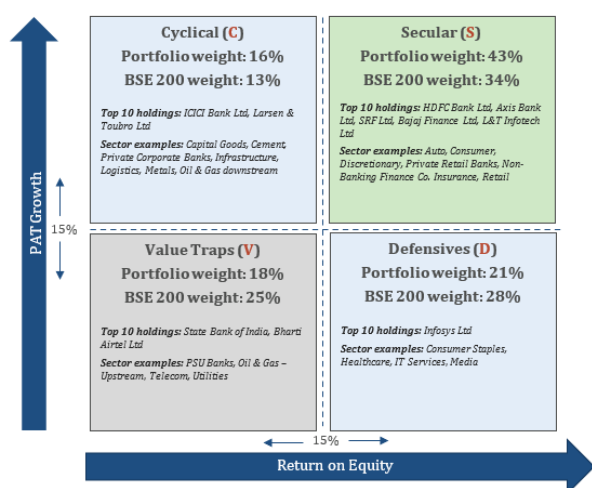 Cyclical (C)
Portfolio weight: 16%
BSE 200 weight: 13%
Top 10 holdings: ICICI Bank Ltd, Larsen &
Toubro Ltd
Sector examples: Capital Goods, Cement,
Private Corporate Banks, Infrastructure,
Logistics, Metals, Oil & Gas downstream
Secular (S)
Portfolio weight: 43%
BSE 200 weight: 34%
Top 10 holdings: HDFC Bank Ltd, Axis Bank
Ltd, SRF Ltd, Bajaj Finance Ltd, L&T Infotech
Ltd
Sector examples: Auto, Consumer,
Discretionary, Private Retail Banks, Non-
Banking Finance Co. Insurance, Retail
PAT Growth
15%
Value Traps (V)
Portfolio weight: 18%
BSE 200 weight: 25%
Top 10 holdings: State Bank of India, Bharti
Airtel Ltd
Sector examples: PSU Banks, Oil & Gas –
Upstream, Telecom, Utilities
Defensives (D)
Portfolio weight: 21%
BSE 200 weight: 28%
Top 10 holdings: Infosys Ltd
Sector examples: Consumer Staples,
Healthcare, IT Services, Media
15%
Return on Equity